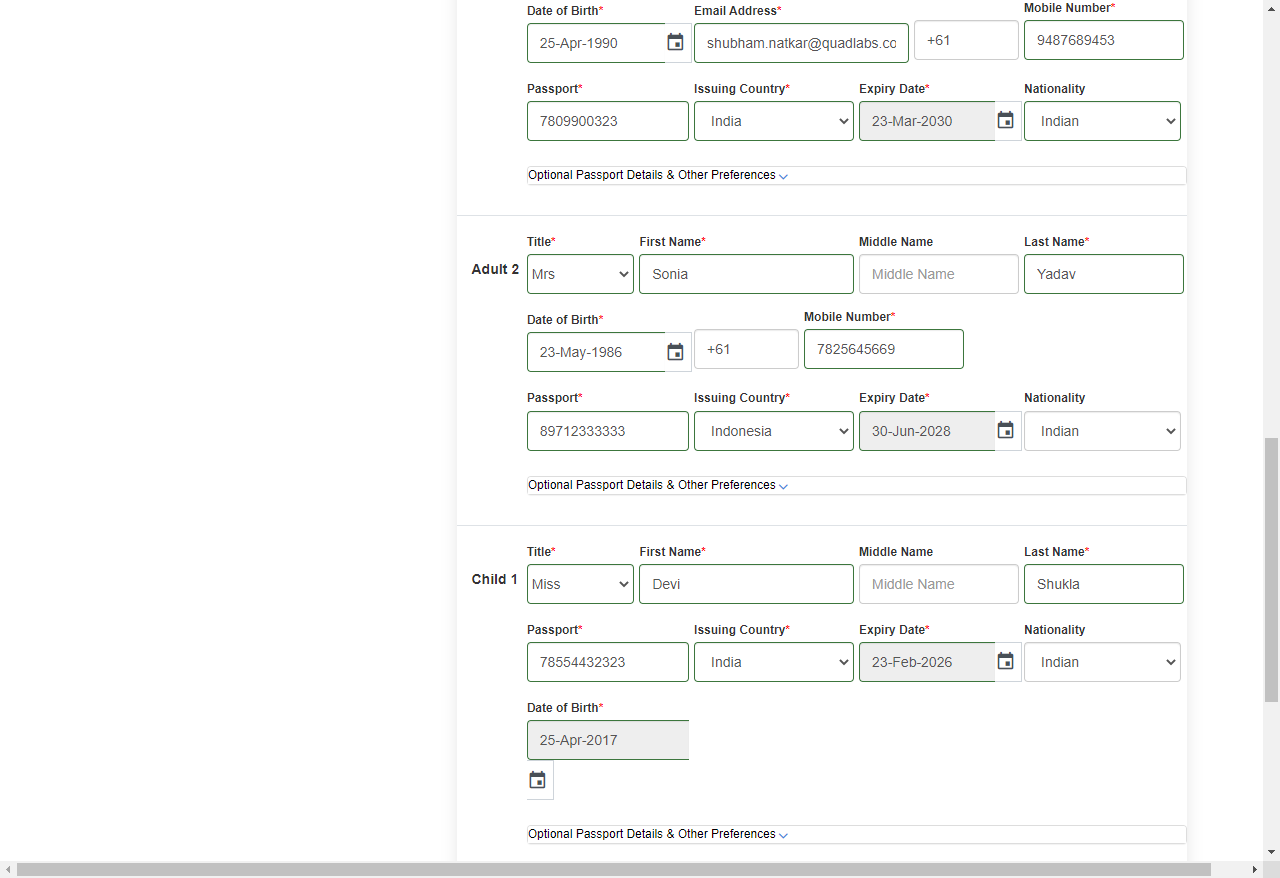 Date of Birth* Email Address* Mobile Number*
25-Apr-1990 shubham.natkar@quadlabs.co +61 9487689453
Passport* Issuing Country* Expiry Date* Nationality
7809900323 India 23-Mar-2030 Indian
Optional Passport Details & Other Preferences
Title* First Name* Middle Name Last Name*
Adult 2 Mrs Sonia Middle Name Yadav
Date of Birth* Mobile Number*
23-May-1986 +61 7825645669
Passport* Issuing Country* Expiry Date* Nationality
89712333333 Indonesia 30-Jun-2028 Indian
Optional Passport Details & Other Preferences
Title* First Name* Middle Name Last Name*
Child 1 Miss Devi Middle Name Shukla
Passport* Issuing Country* Expiry Date* Nationality
78554432323 India 23-Feb-2026 Indian
Date of Birth*
25-Apr-2017
Optional Passport Details & Other Preferences